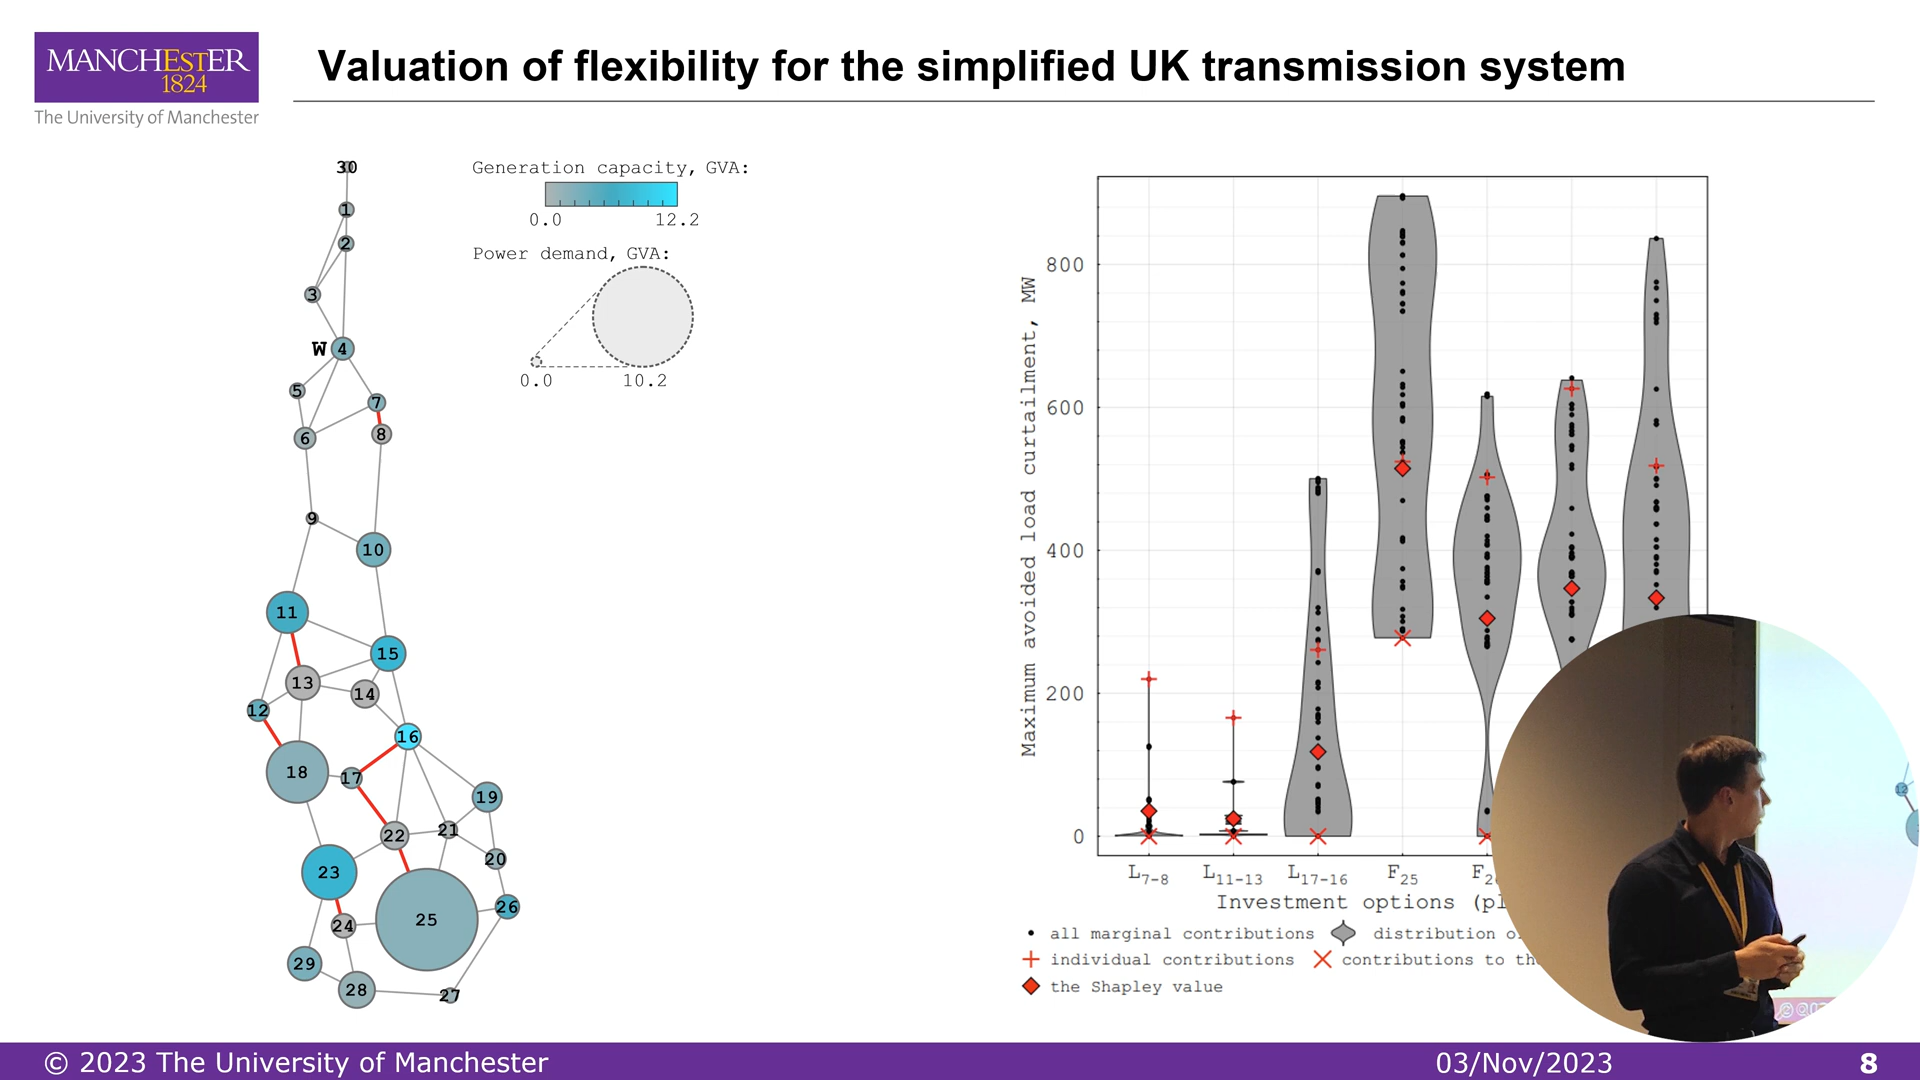 MANCHESTER
1824
The University of Manchester
Valuation of flexibility for the simplified UK transmission system
30
1
2
3
W 4
5
7
6
8
9
10
11
15
13
14
12
16
18
17
19
22
21
20
23
26
25
24
29
28
27
Generation capacity, GVA:
0.0 12.2
Power demand, GVA:
0.0 10.2
Maximum avoided load curtailment, MW
800
600
400
200
0
L7-8 L11-13 L17-16 F25
Investment options
all marginal contributions distribution
individual contributions contributions to
the Shapley value
12
© 2023 The University of Manchester 03/Nov/2023 8